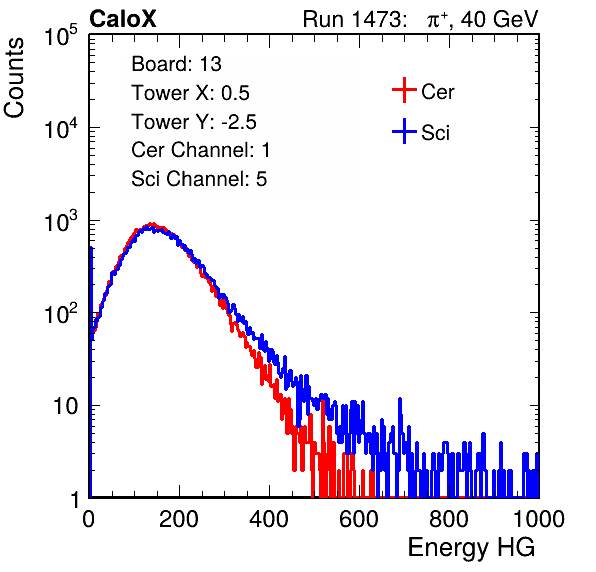 CaloX Run 1473: π⁺, 40 GeV
Counts
Board: 13
Tower X: 0.5
Tower Y: -2.5
Cer Channel: 1
Sci Channel: 5
Cer
Sci
10⁵
10⁴
10³
10²
10
1
0 200 400 600 800 1000
Energy HG